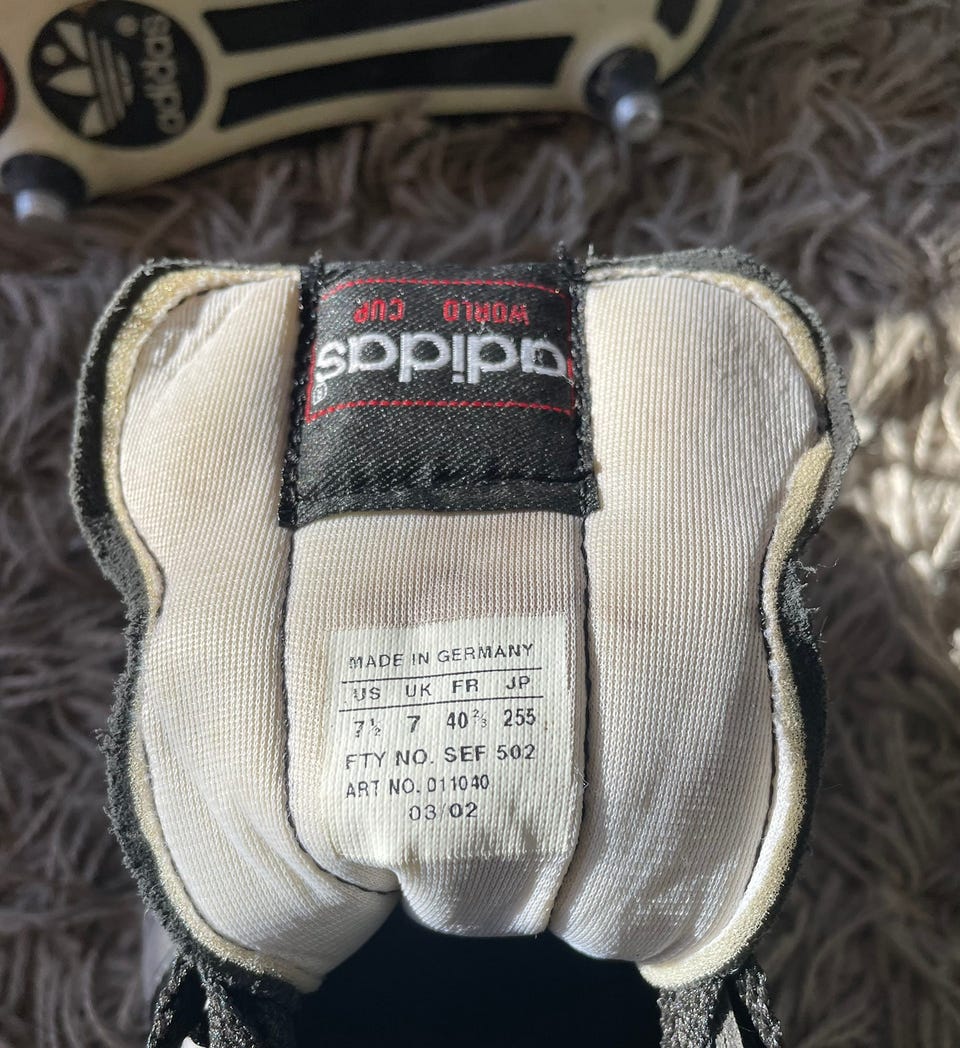 adidas
WORLD CUP
adidas
MADE IN GERMANY
US UK FR JP
7½ 7 40⅔ 255
FTY NO. SEF 502
ART NO. 011040
03/02